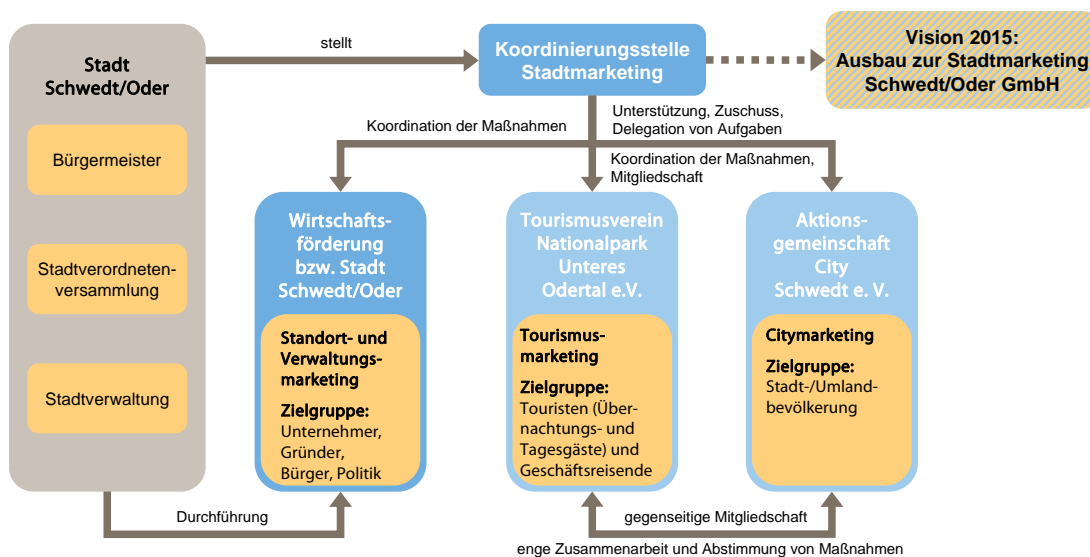 Stadt
Schwedt/Oder
Bürgermeister
Stadtverordneten-
versammlung
Stadtverwaltung
stellt
Koordinierungsstelle
Stadtmarketing
Vision 2015:
Ausbau zur Stadtmarketing
Schwedt/Oder GmbH
Koordination der Maßnahmen
Unterstützung, Zuschuss,
Delegation von Aufgaben
Koordination der Maßnahmen,
Mitgliedschaft
Wirtschafts-
förderung
bzw. Stadt
Schwedt/Oder
Standort- und
Verwaltungs-
marketing
Zielgruppe:
Unternehmer,
Gründer,
Bürger, Politik
Tourismusverein
Nationalpark
Unteres
Odertal e.V.
Tourismus-
marketing
Zielgruppe:
Touristen (Über-
nachtungs- und
Tagesgäste) und
Geschäftsreisende
Aktions-
gemeinschaft
City
Schwedt e. V.
Citymarketing
Zielgruppe:
Stadt-/Umland-
bevölkerung
Durchführung
gegenseitige Mitgliedschaft
enge Zusammenarbeit und Abstimmung von Maßnahmen